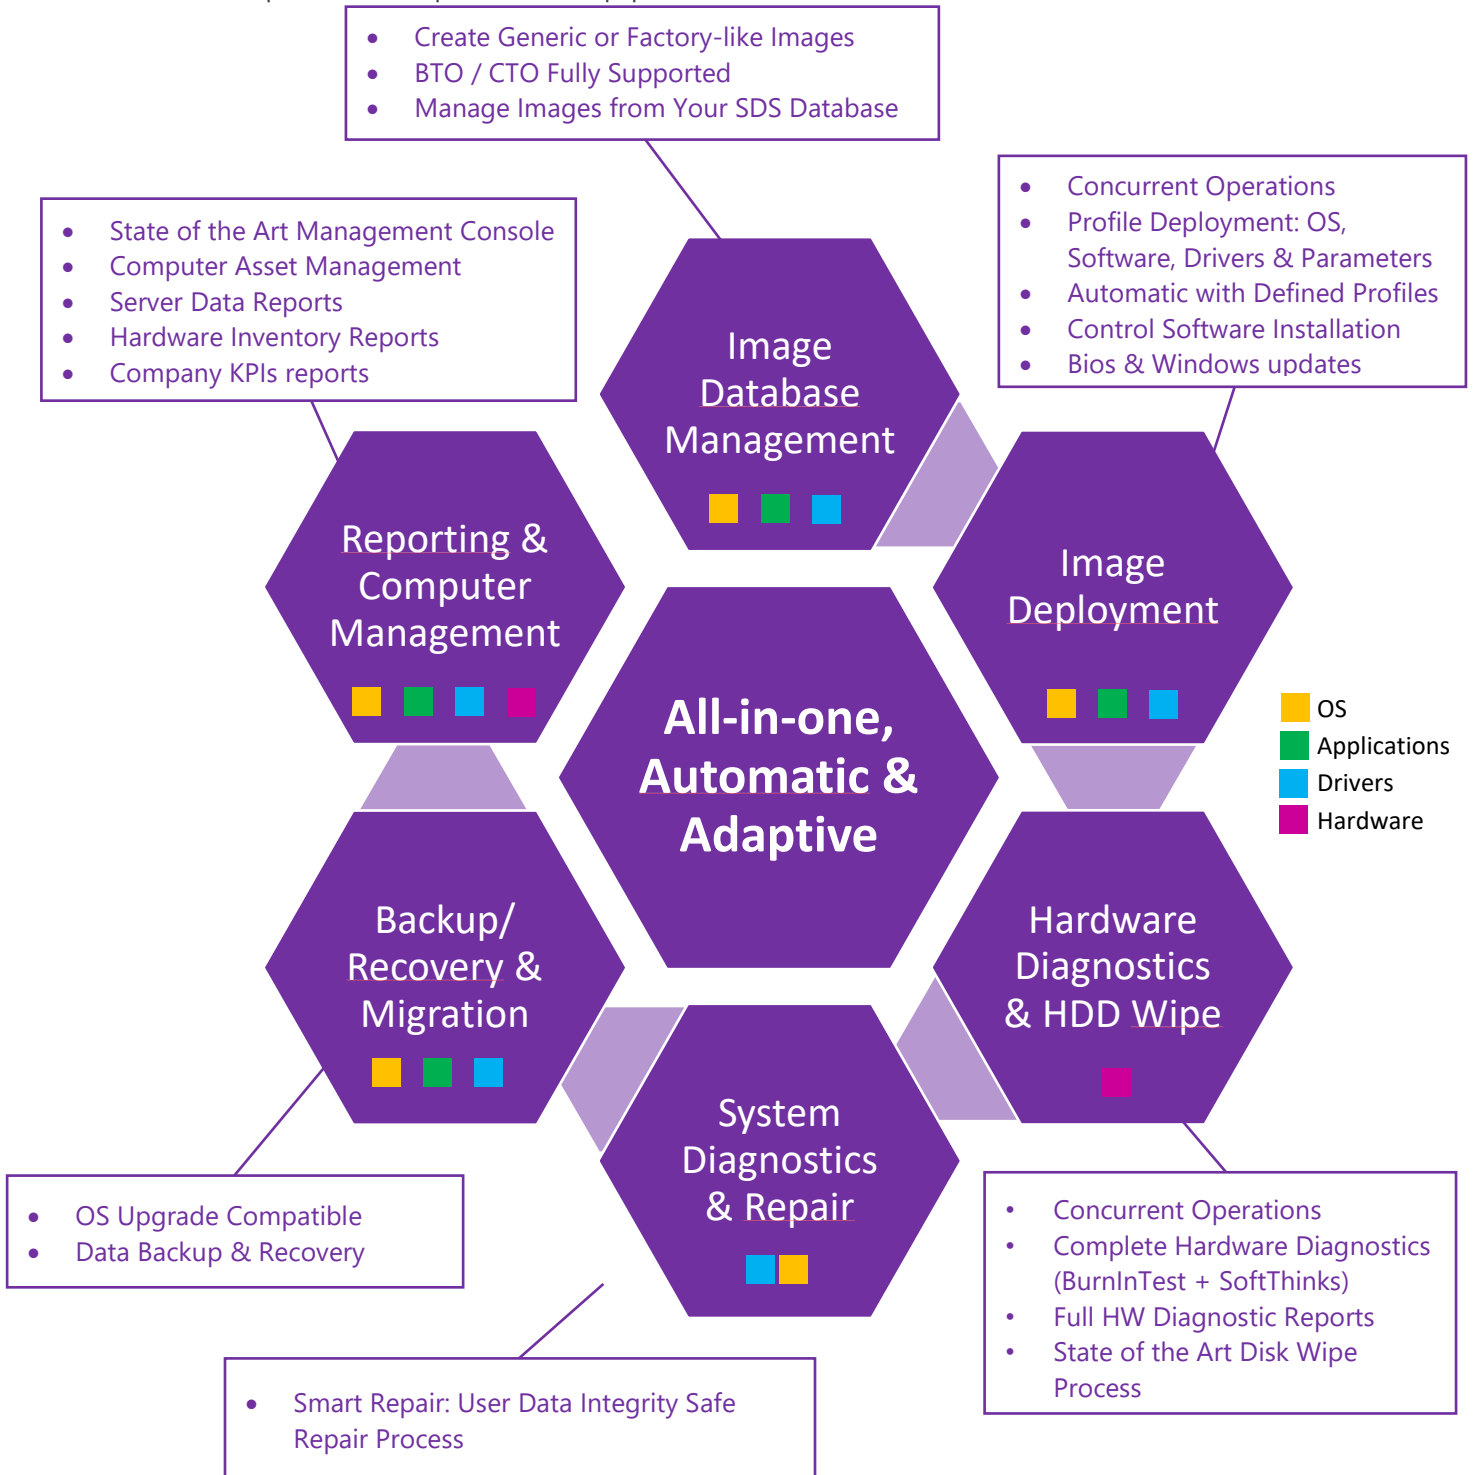 • Create Generic or Factory-like Images
• BTO / CTO Fully Supported
• Manage Images from Your SDS Database
• State of the Art Management Console
• Computer Asset Management
• Server Data Reports
• Hardware Inventory Reports
• Company KPIs reports
• Concurrent Operations
• Profile Deployment: OS,
Software, Drivers & Parameters
• Automatic with Defined Profiles
• Control Software Installation
• Bios & Windows updates
Image
Database
Management
Reporting &
Computer
Management
Image
Deployment
All-in-one,
Automatic &
Adaptive
OS
Applications
Drivers
Hardware
Backup/
Recovery &
Migration
Hardware
Diagnostics
& HDD Wipe
System
Diagnostics
& Repair
• OS Upgrade Compatible
• Data Backup & Recovery
• Concurrent Operations
• Complete Hardware Diagnostics
(BurnInTest + SoftThinks)
• Full HW Diagnostic Reports
• State of the Art Disk Wipe
Process
• Smart Repair: User Data Integrity Safe
Repair Process